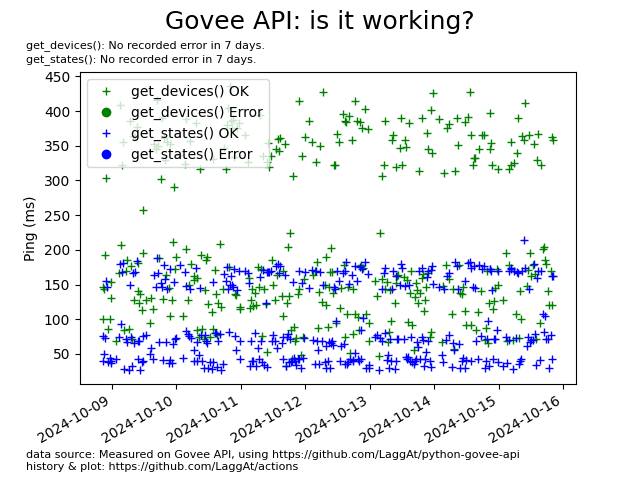 Govee API: is it working?
get_devices(): No recorded error in 7 days.
get_states(): No recorded error in 7 days.
450
400
350
300
250
200
150
100
50
Ping (ms)
get_devices() OK
get_devices() Error
get_states() OK
get_states() Error
2024-10-09
2024-10-10
2024-10-11
2024-10-12
2024-10-13
2024-10-14
2024-10-15
2024-10-16
data source: Measured on Govee API, using https://github.com/LaggAt/python-govee-api
history & plot: https://github.com/LaggAt/actions